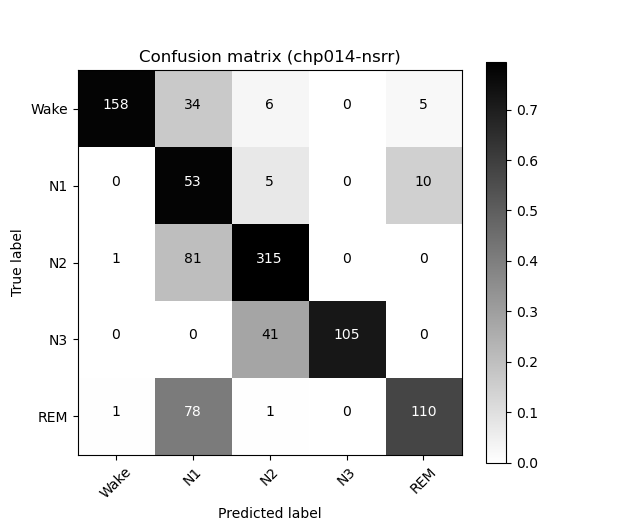 Confusion matrix (chp014-nsrr)
Wake 158 34 6 0 5
N1 0 53 5 0 10
N2 1 81 315 0 0
N3 0 0 41 105 0
REM 1 78 1 0 110
Wake N1 N2 N3 REM
Predicted label
True label
0.7
0.6
0.5
0.4
0.3
0.2
0.1
0.0